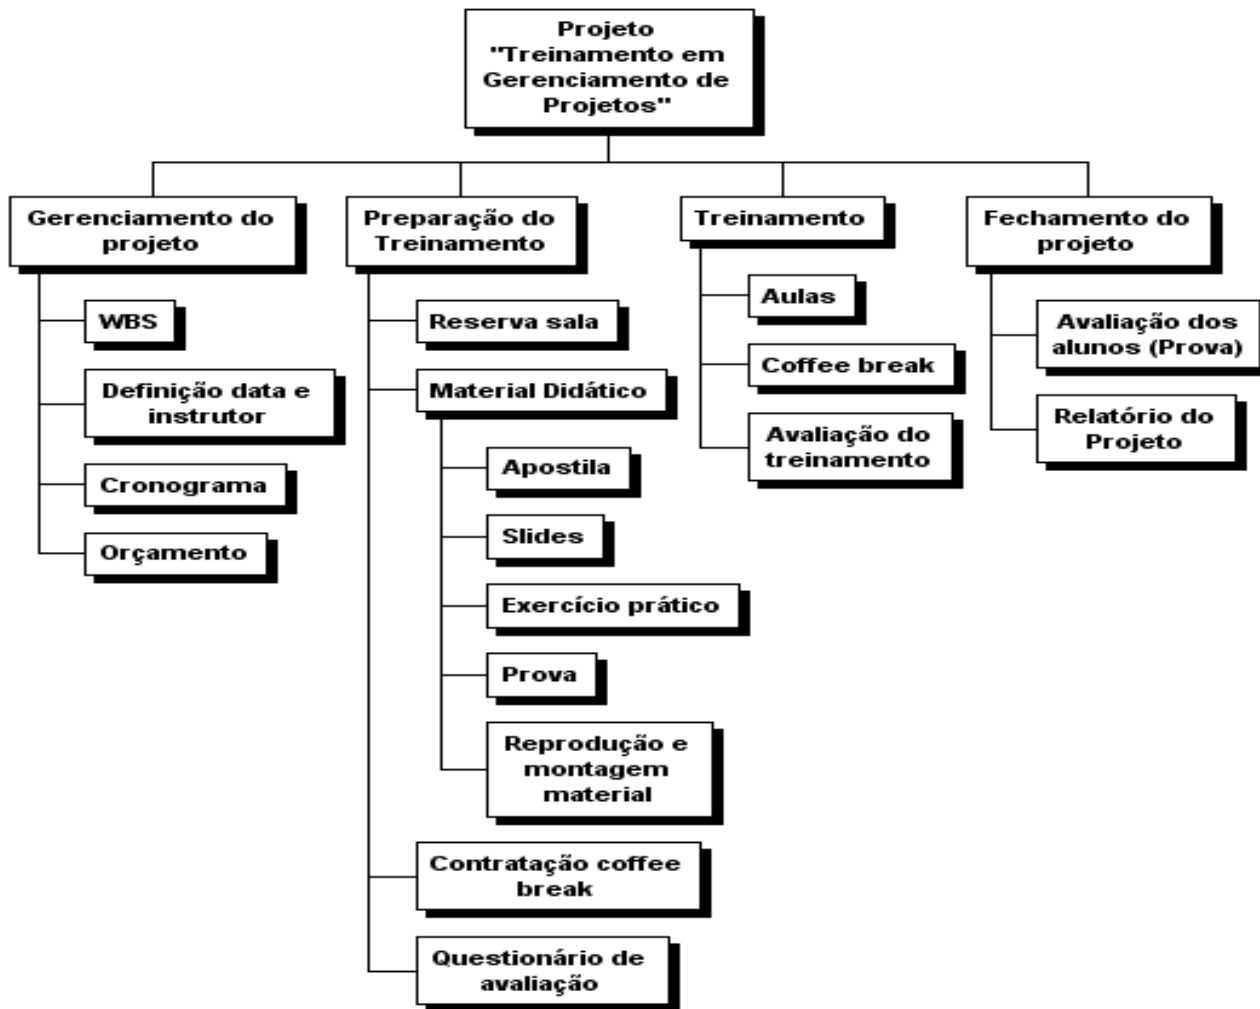 Projeto
"Treinamento em
Gerenciamento de
Projetos"
Gerenciamento do
projeto
WBS
Definição data e
instrutor
Cronograma
Orçamento
Preparação do
Treinamento
Reserva sala
Material Didático
Apostila
Slides
Exercício prático
Prova
Reprodução e
montagem
material
Contratação coffee
break
Questionário de
avaliação
Treinamento
Aulas
Coffee break
Avaliação do
treinamento
Fechamento do
projeto
Avaliação dos
alunos (Prova)
Relatório do
Projeto